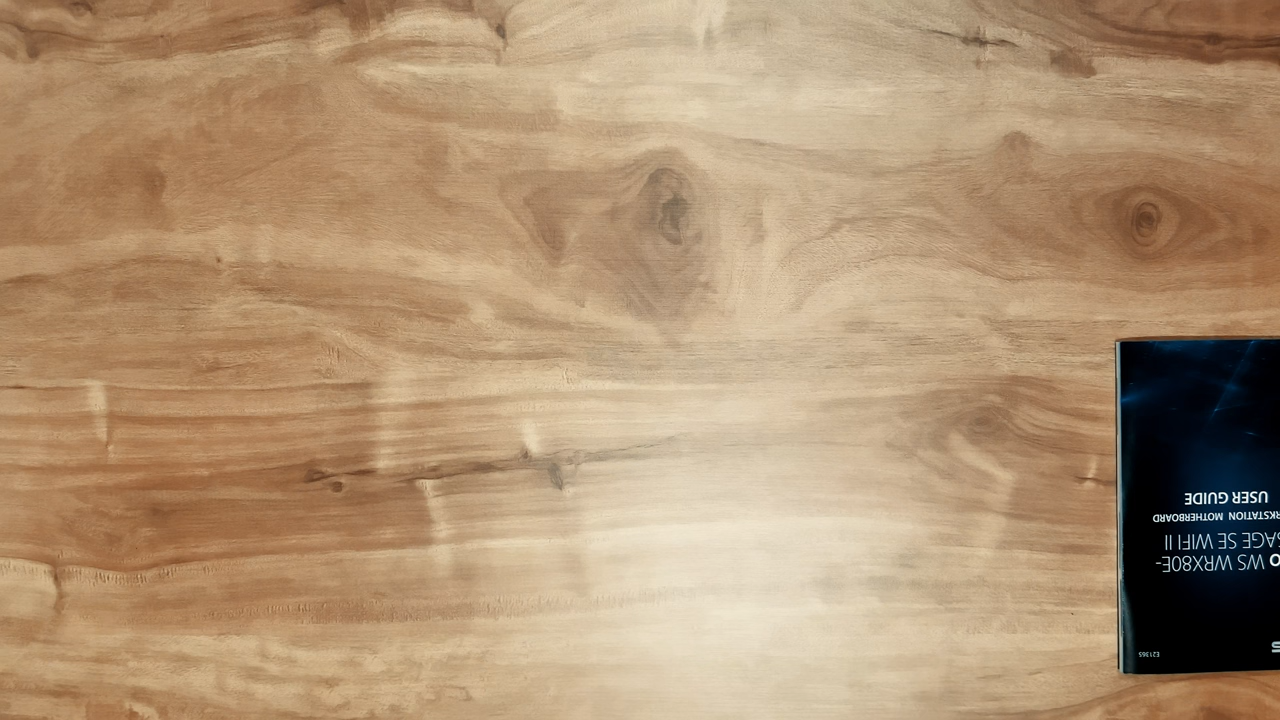 O WS WRX80E-
SAGE SE WIFI II
RKSTATION MOTHERBOARD
USER GUIDE
E21365